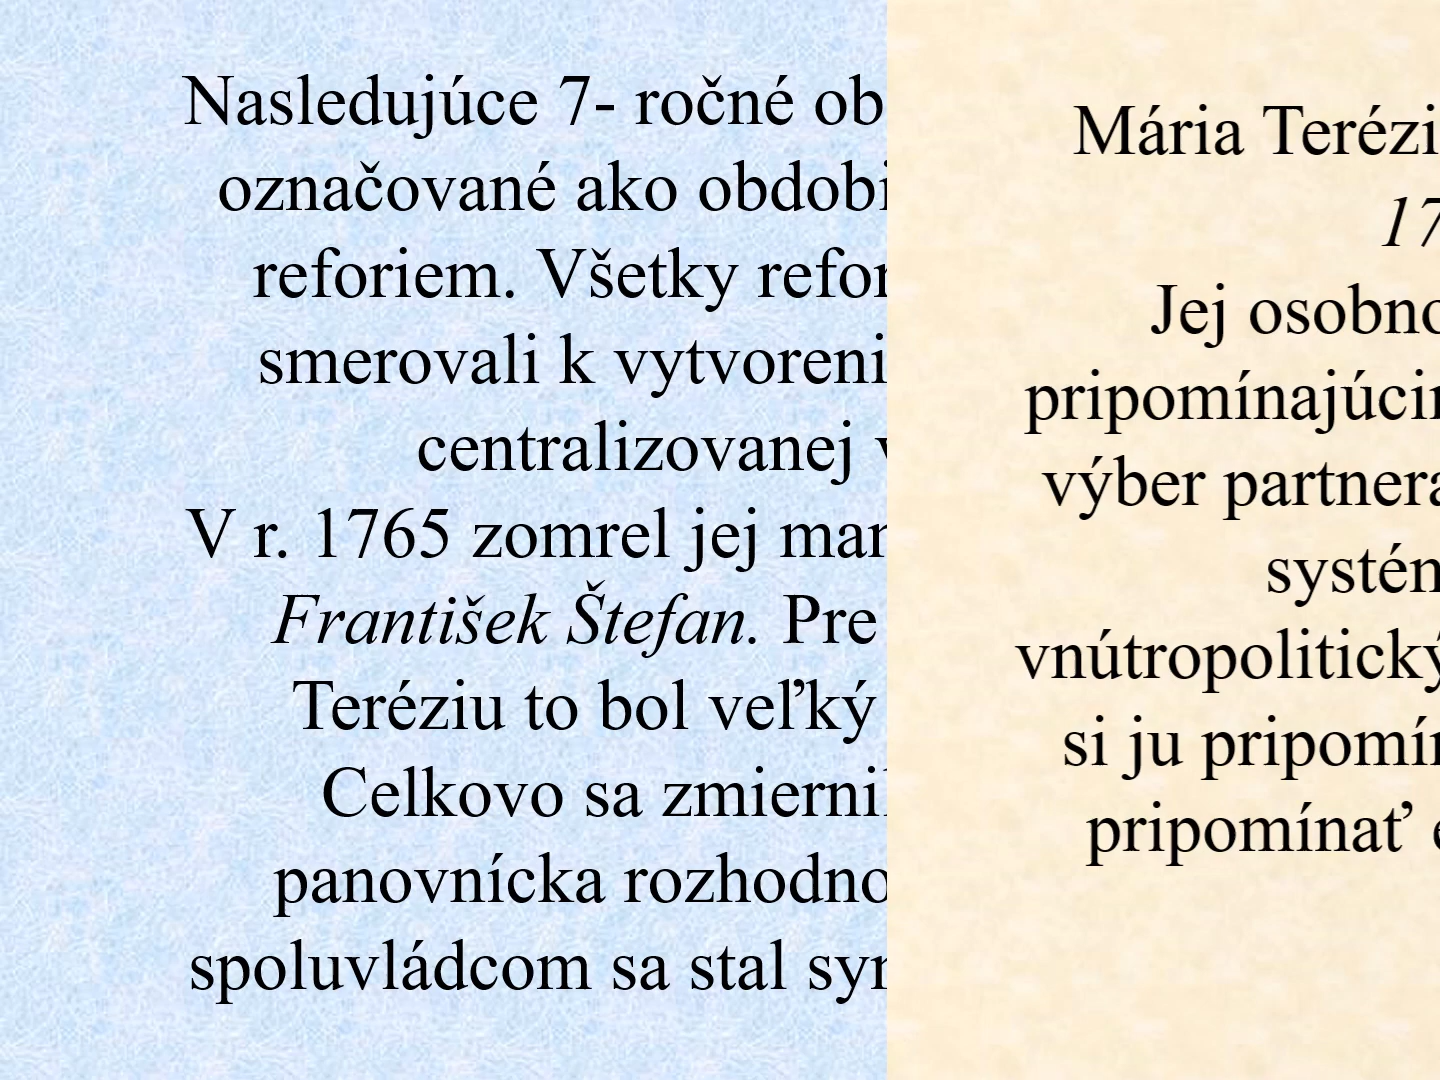 Nasledujúce 7- ročné ob
označované ako obdobi
reforiem. Všetky refor
smerovali k vytvoreni
centralizovanej
V r. 1765 zomrel jej man
František Štefan. Pre
Teréziu to bol veľký
Celkovo sa zmiernil
panovnícka rozhodno
spoluvládcom sa stal syn
Mária Terézi
17
Jej osobno
pripomínajúcim
výber partnera
systém
vnútropolitický
si ju pripomín
pripomínať